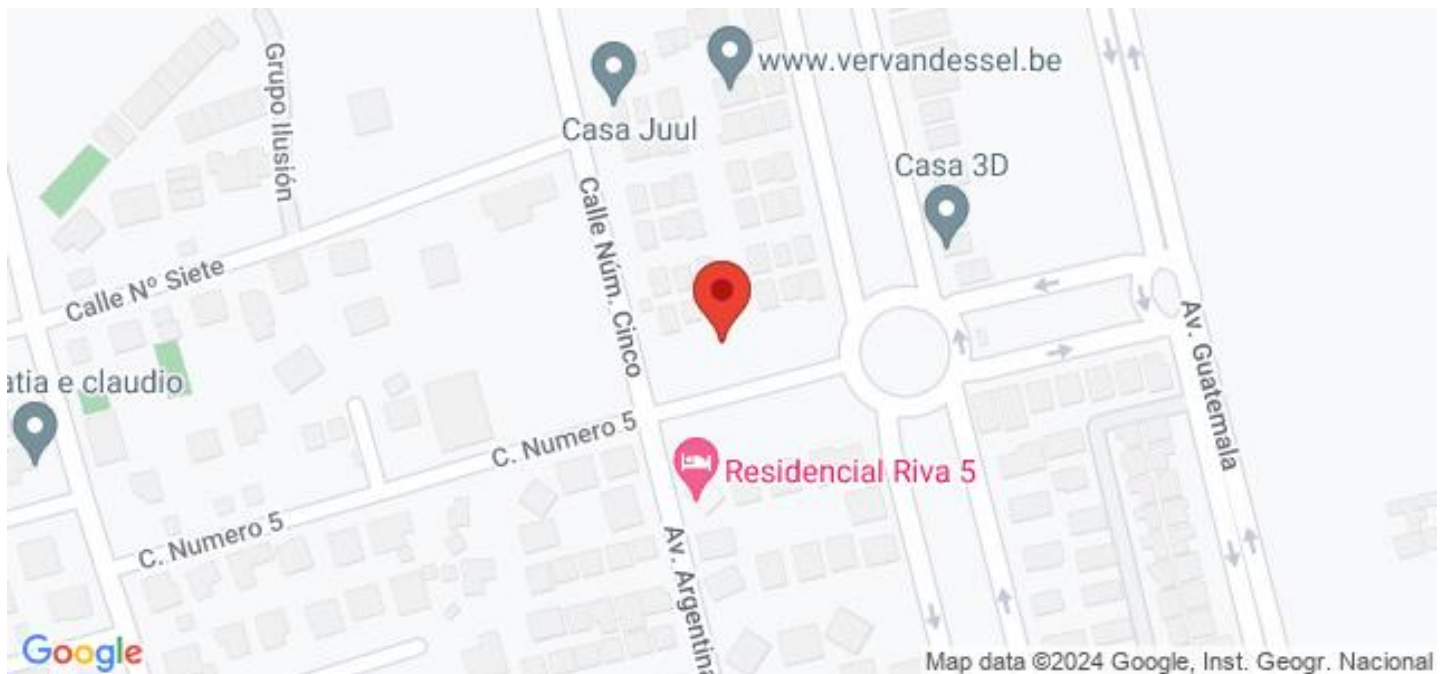 Grupo Ilusión
www.vervandessel.be
Casa Juul
Casa 3D
Calle Núm. Cinco
Calle Nº Siete
Av. Guatemala
atia e claudio
C. Numero 5
Residencial Riva 5
C. Numero 5
Av. Argentina
Google
Map data ©2024 Google, Inst. Geogr. Nacional